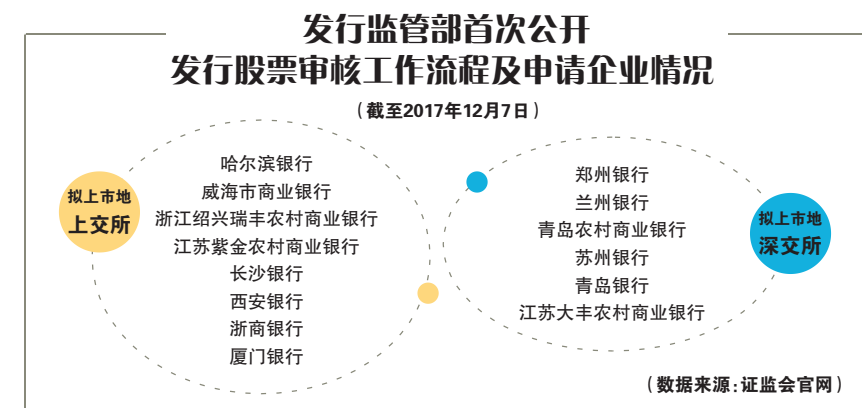 发行监管部首次公开
发行股票审核工作流程及申请企业情况
（截至2017年12月7日）
拟上市地
上交所
哈尔滨银行
威海市商业银行
浙江绍兴瑞丰农村商业银行
江苏紫金农村商业银行
长沙银行
西安银行
浙商银行
厦门银行
郑州银行
兰州银行
青岛农村商业银行
苏州银行
青岛银行
江苏大丰农村商业银行
拟上市地
深交所
（数据来源：证监会官网）